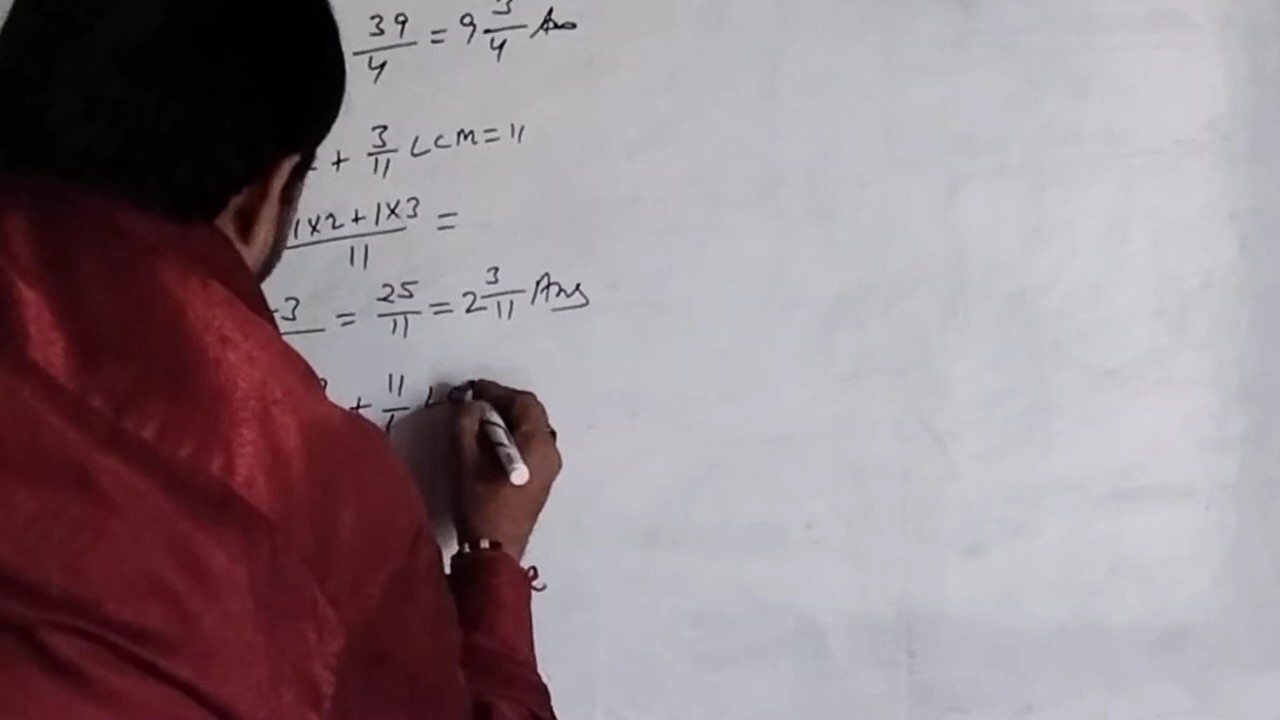 39/4 = 9 3/4 Ans
+ 3/11 LCM = 11
1×2+1×3/11 =
3 = 25/11 = 2 3/11 Ans
+ 11/